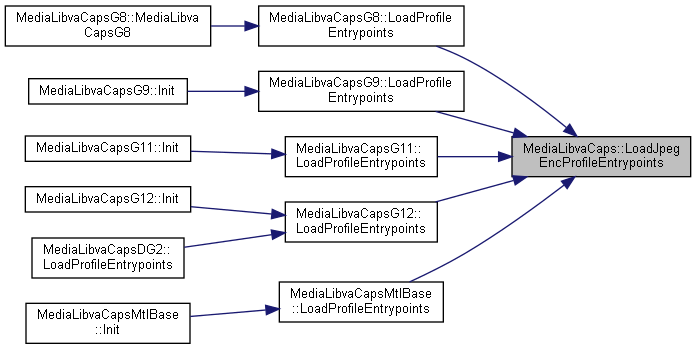 MediaLibvaCapsG8::MediaLibva
CapsG8
MediaLibvaCapsG8::LoadProfile
Entrypoints
MediaLibvaCapsG9::Init
MediaLibvaCapsG9::LoadProfile
Entrypoints
MediaLibvaCapsG11::Init
MediaLibvaCapsG11::
LoadProfileEntrypoints
MediaLibvaCaps::LoadJpeg
EncProfileEntrypoints
MediaLibvaCapsG12::Init
MediaLibvaCapsG12::
LoadProfileEntrypoints
MediaLibvaCapsDG2::
LoadProfileEntrypoints
MediaLibvaCapsMtlBase
::LoadProfileEntrypoints
MediaLibvaCapsMtlBase
::Init